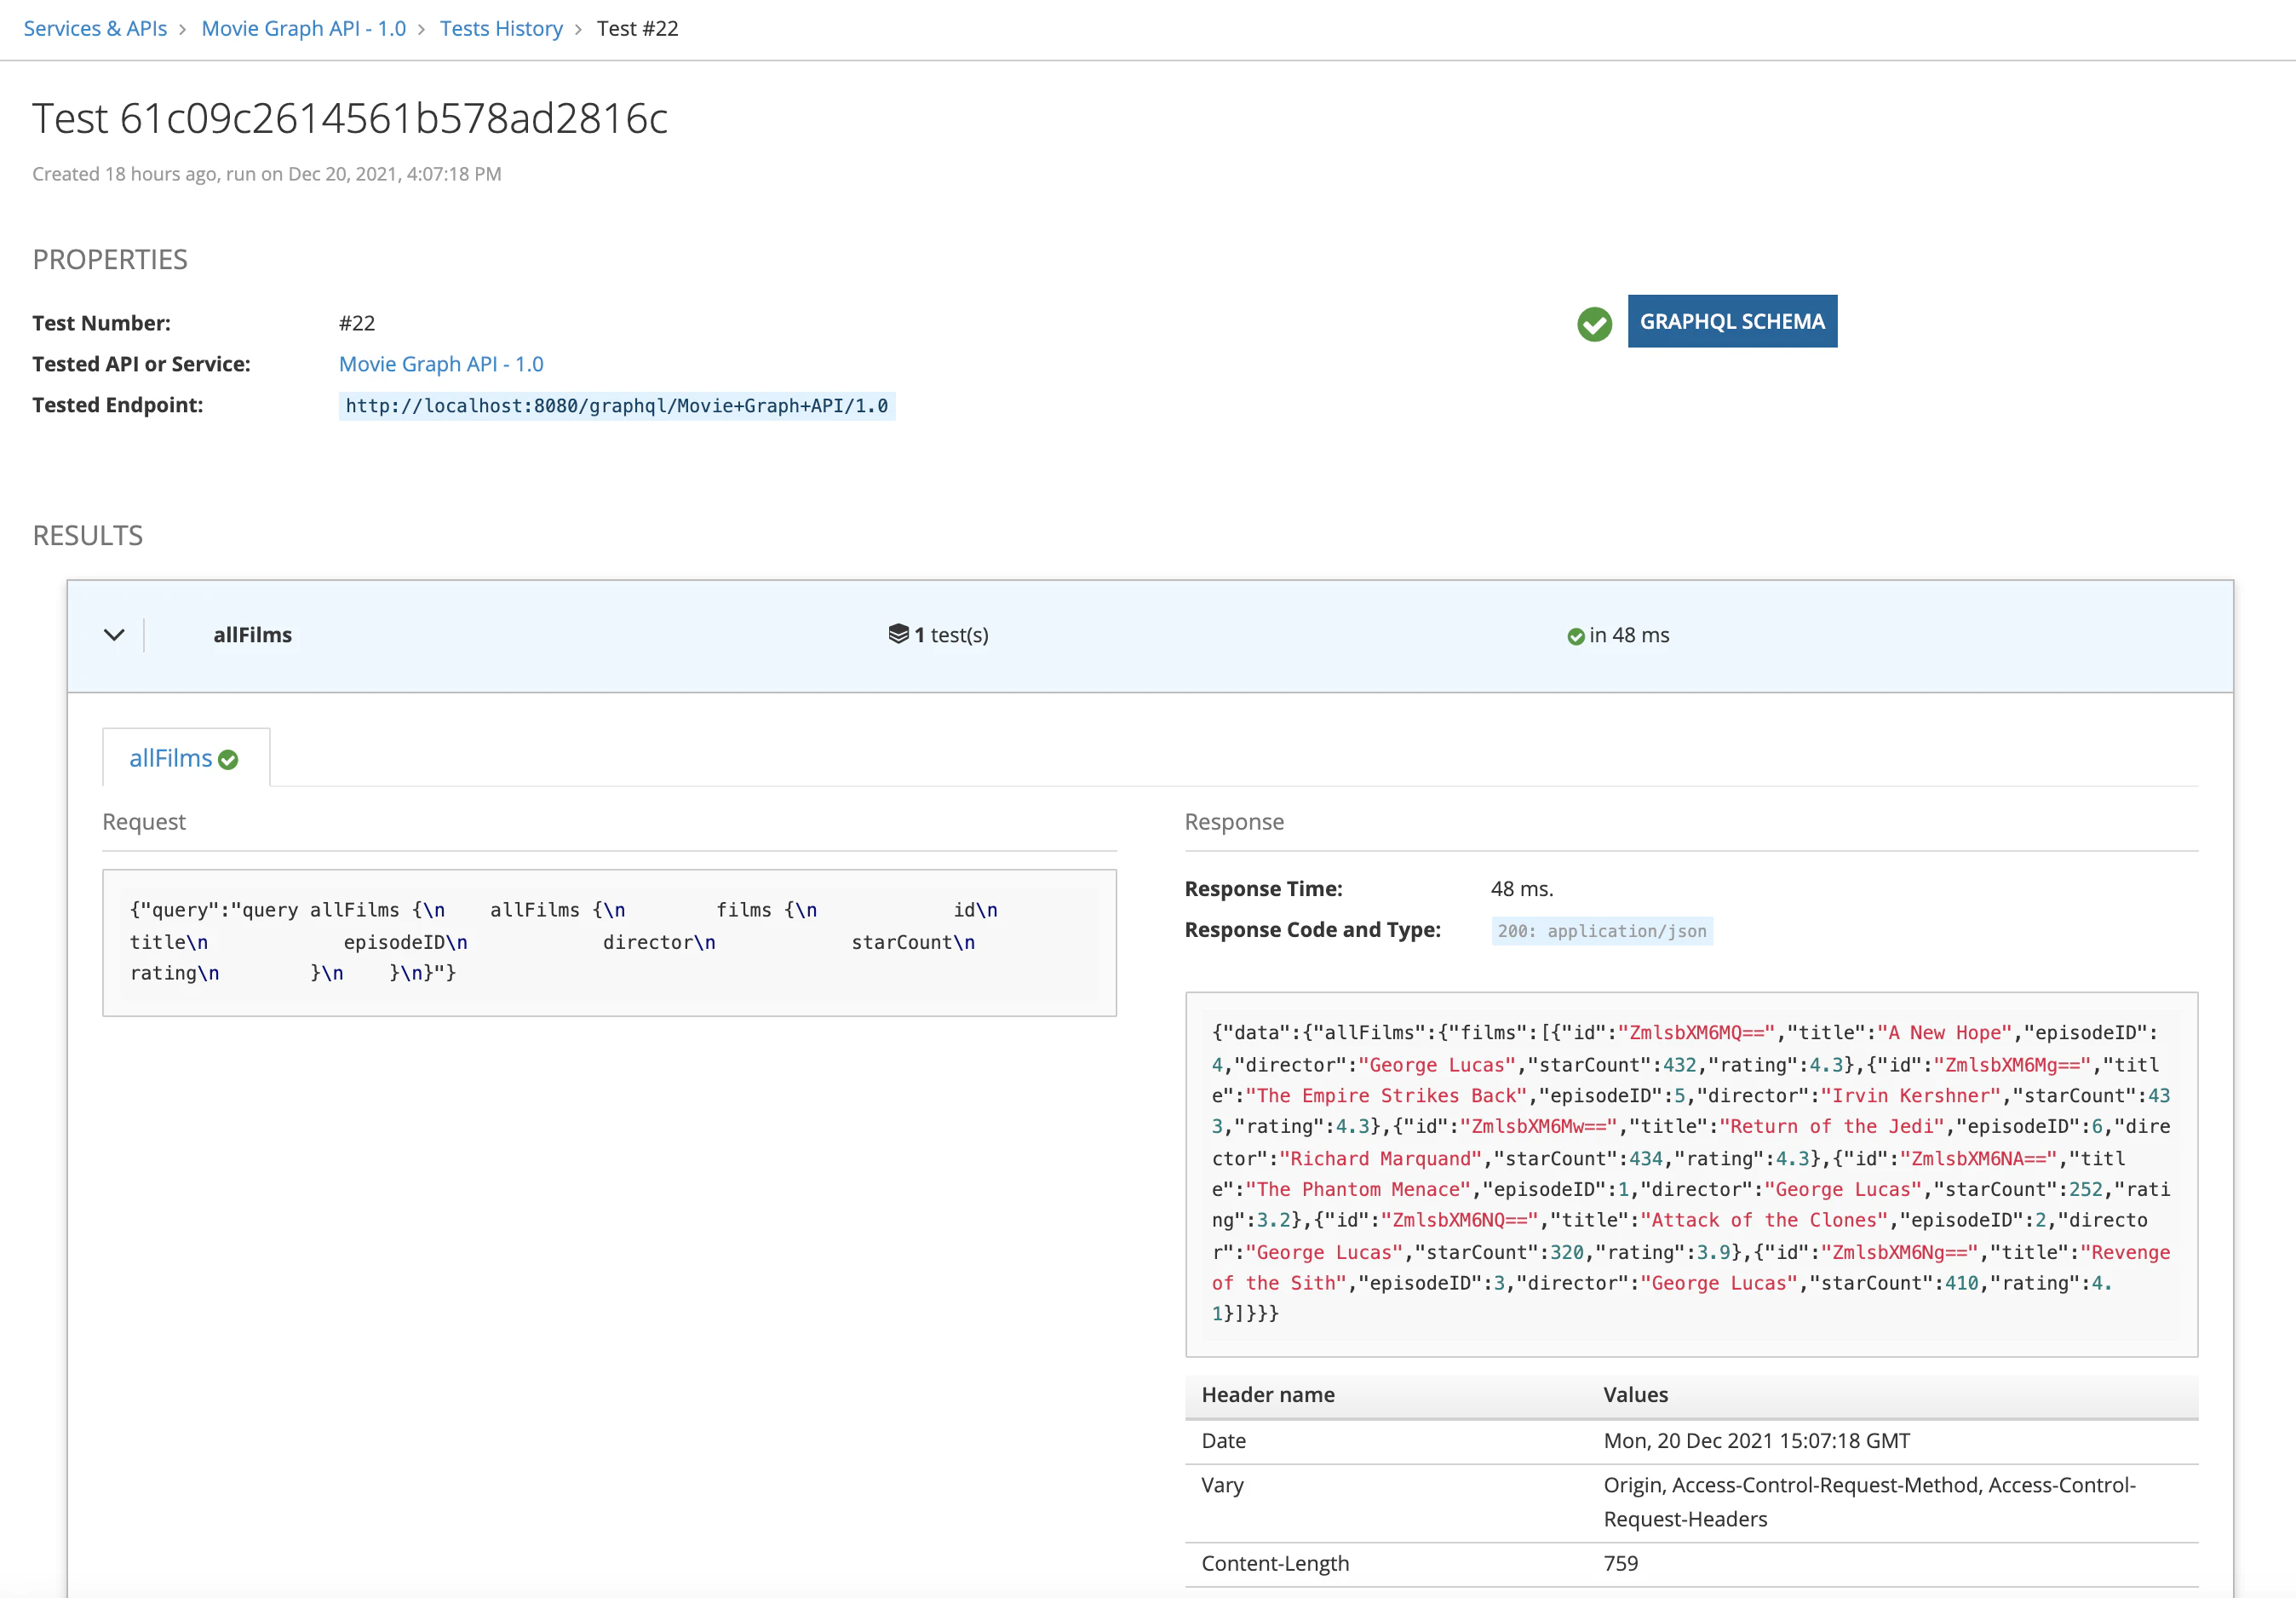 Services & APIs > Movie Graph API - 1.0 > Tests History > Test #22
Test 61c09c2614561b578ad2816c
Created 18 hours ago, run on Dec 20, 2021, 4:07:18 PM
PROPERTIES
Test Number: #22
GRAPHQL SCHEMA
Tested API or Service: Movie Graph API - 1.0
Tested Endpoint: http://localhost:8080/graphql/Movie+Graph+API/1.0
RESULTS
allFilms 1 test(s) in 48 ms
allFilms
Request
{"query":"query allFilms {\n    allFilms {\n        films {\n            id\n
title\n            episodeID\n            director\n            starCount\n
rating\n        }\n    }\n}"}
Response
Response Time: 48 ms.
Response Code and Type: 200: application/json
{"data":{"allFilms":{"films":[{"id":"ZmlsbXM6MQ==","title":"A New Hope","episodeID":
4,"director":"George Lucas","starCount":432,"rating":4.3},{"id":"ZmlsbXM6Mg==","titl
e":"The Empire Strikes Back","episodeID":5,"director":"Irvin Kershner","starCount":43
3,"rating":4.3},{"id":"ZmlsbXM6Mw==","title":"Return of the Jedi","episodeID":6,"dire
ctor":"Richard Marquand","starCount":434,"rating":4.3},{"id":"ZmlsbXM6NA==","titl
e":"The Phantom Menace","episodeID":1,"director":"George Lucas","starCount":252,"rati
ng":3.2},{"id":"ZmlsbXM6NQ==","title":"Attack of the Clones","episodeID":2,"directo
r":"George Lucas","starCount":320,"rating":3.9},{"id":"ZmlsbXM6Ng==","title":"Revenge
of the Sith","episodeID":3,"director":"George Lucas","starCount":410,"rating":4.
1}]}}}
Header name Values
Date Mon, 20 Dec 2021 15:07:18 GMT
Vary Origin, Access-Control-Request-Method, Access-Control-
Request-Headers
Content-Length 759